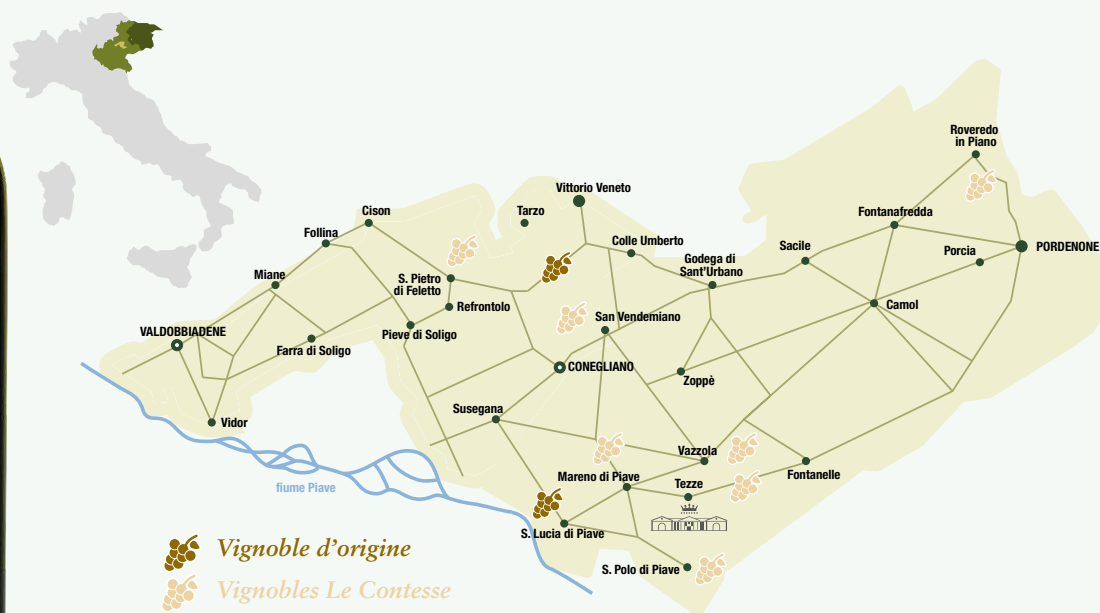 Roveredo
in Piano
Vittorio Veneto
Cison
Tarzo
Fontanafredda
Follina
Colle Umberto
Sacile
PORDENONE
Porcia
Godega di
Sant'Urbano
Miane
S. Pietro
di Feletto
Refrontolo
Camol
San Vendemiano
VALDOBBIADENE
Pieve di Soligo
Farra di Soligo
CONEGLIANO
Zoppè
Susegana
Vidor
Vazzola
Mareno di Piave
Tezze
Fontanelle
fiume Piave
S. Lucia di Piave
S. Polo di Piave
Vignoble d'origine
Vignobles Le Contesse